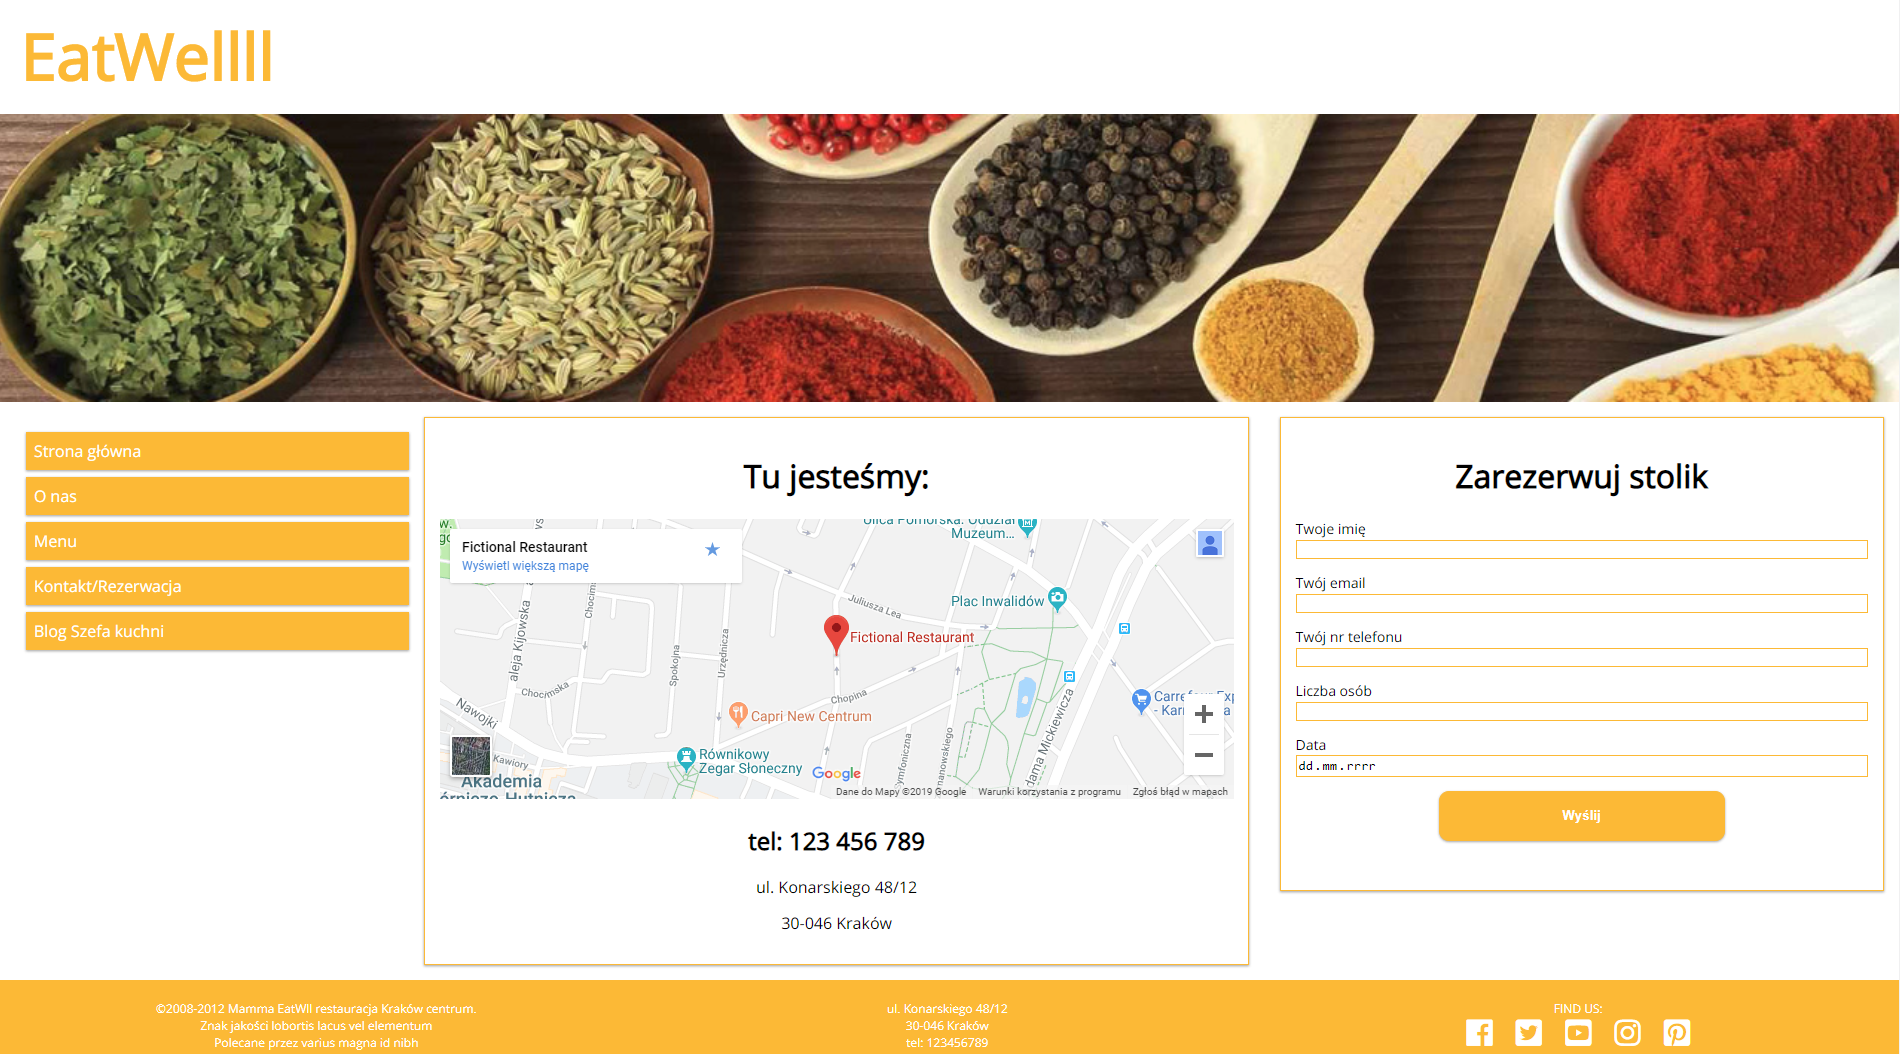 EatWellll
Strona główna
O nas
Menu
Kontakt/Rezerwacja
Blog Szefa kuchni
Tu jesteśmy:
Fictional Restaurant
Wyświetl większą mapę
Ulica Pomorska. Oddział
Muzeum...
Juliusza Lea
Plac Inwalidów
Fictional Restaurant
aleja Kijowska
Chocimska
Spokojna
Urzędnicza
Chopina
Nawojki
Capri New Centrum
Adama Mickiewicza
Carrefour Exp
- Kar
Równikowy
Zegar Słoneczny
Kawiory
Akademia
órniczo-Hutnicza
Google
Dane do Mapy ©2019 Google
Warunki korzystania z programu
Zgłoś błąd w mapach
tel: 123 456 789
ul. Konarskiego 48/12
30-046 Kraków
Zarezerwuj stolik
Twoje imię
Twój email
Twój nr telefonu
Liczba osób
Data
dd.mm.rrrr
Wyślij
©2008-2012 Mamma EatWll restauracja Kraków centrum.
Znak jakości lobortis lacus vel elementum
Polecane przez varius magna id nibh
ul. Konarskiego 48/12
30-046 Kraków
tel: 123456789
FIND US: